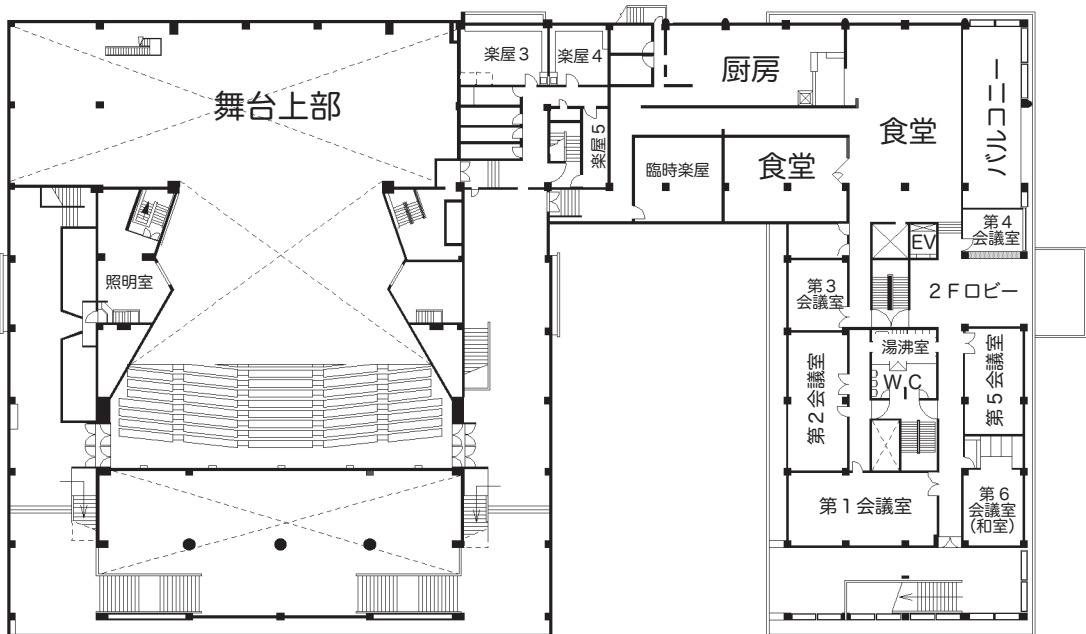 楽屋3
楽屋4
厨房
舞台上部
楽屋5
食堂
バルコニー
臨時楽屋
食堂
第4
会議室
EV
照明室
第3
会議室
2Fロビー
湯沸室
W.C
第2会議室
第5会議室
第1会議室
第6
会議室
(和室)